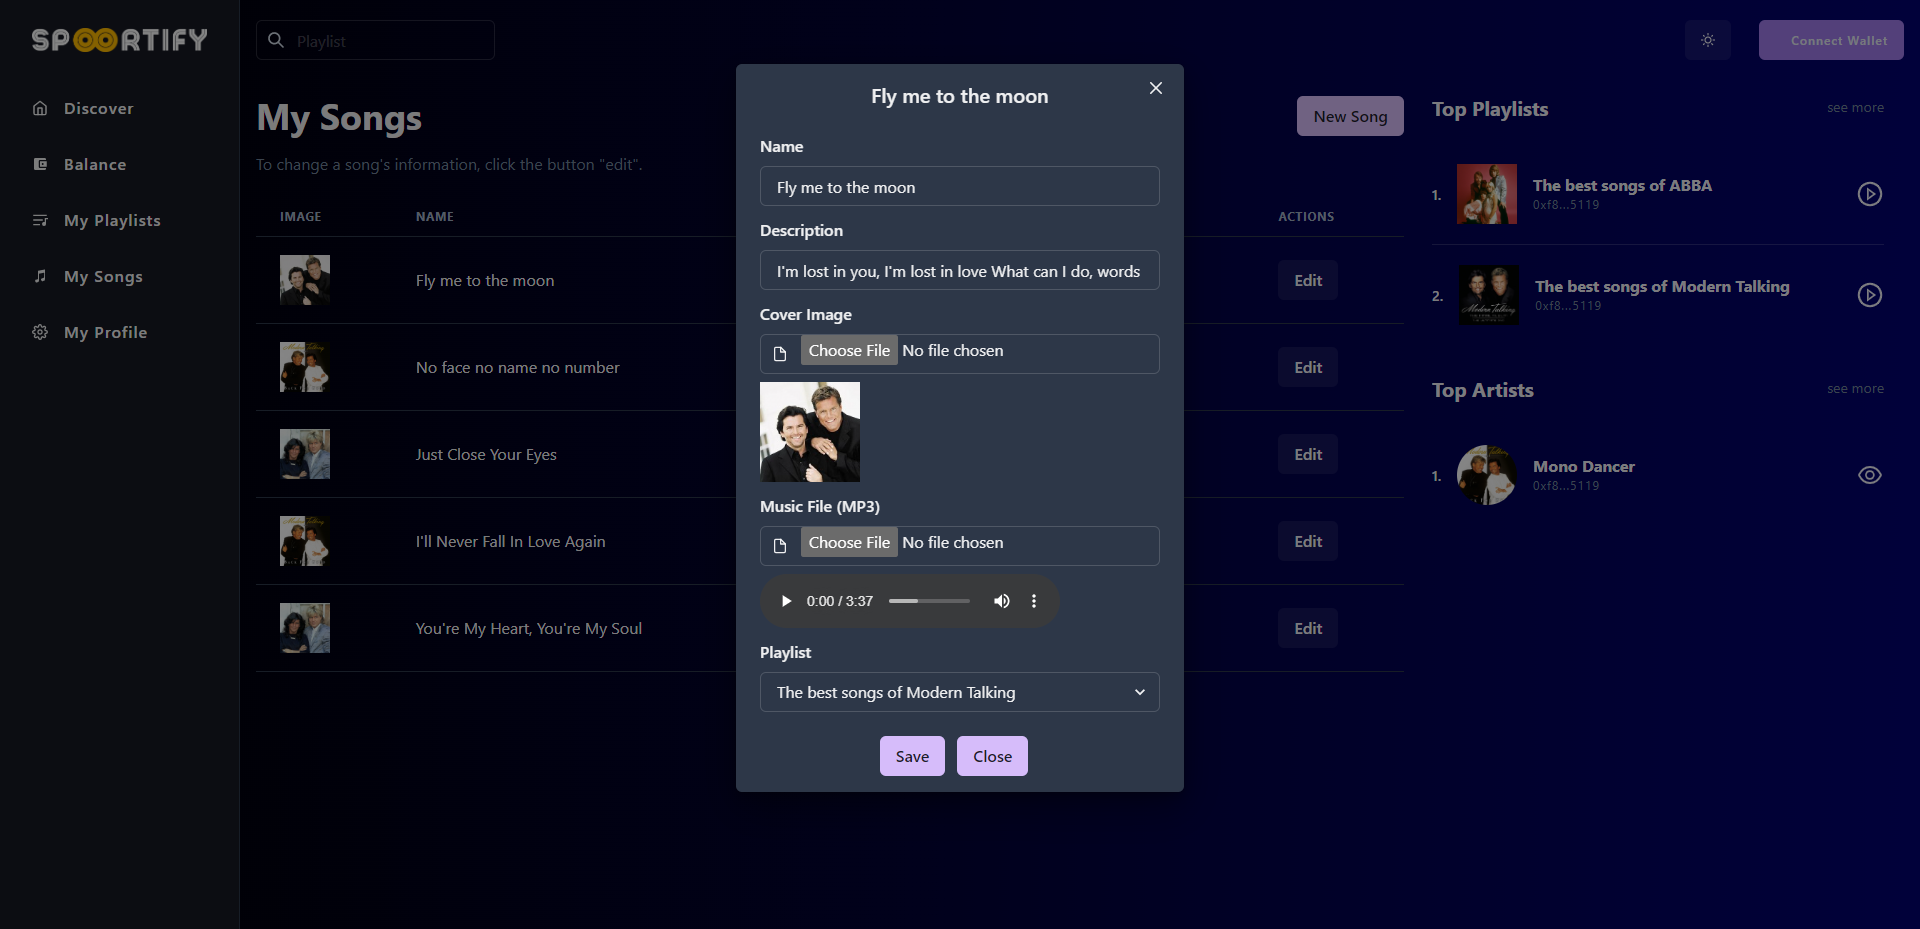 SPOORTIFY
Playlist
Connect Wallet
Discover
Balance
My Playlists
My Songs
My Profile
My Songs
New Song
To change a song's information, click the button "edit".
IMAGE NAME ACTIONS
Fly me to the moon Edit
No face no name no number Edit
Just Close Your Eyes Edit
I'll Never Fall In Love Again Edit
You're My Heart, You're My Soul Edit
Fly me to the moon
Name
Fly me to the moon
Description
I'm lost in you, I'm lost in love What can I do, words
Cover Image
Choose File No file chosen
Music File (MP3)
Choose File No file chosen
0:00 / 3:37
Playlist
The best songs of Modern Talking
Save Close
Top Playlists see more
1. The best songs of ABBA
0xf8...5119
2. The best songs of Modern Talking
0xf8...5119
Modern Talking
Top Artists see more
1. Mono Dancer
0xf8...5119